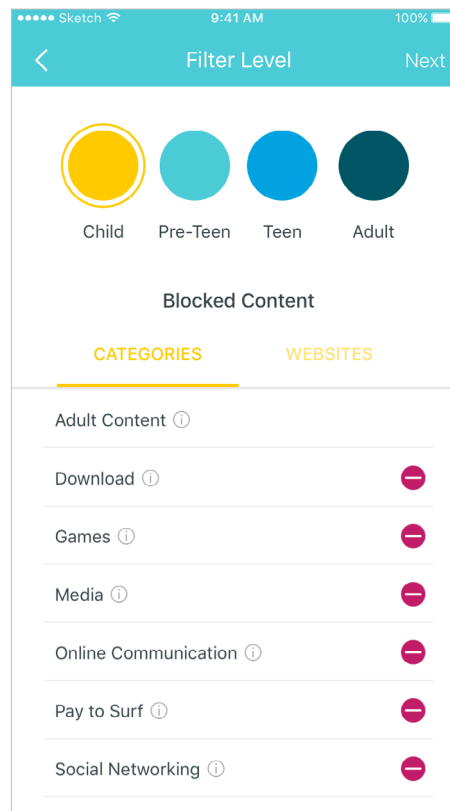 Sketch 9:41 AM 100%
Filter Level Next
Child Pre-Teen Teen Adult
Blocked Content
CATEGORIES WEBSITES
Adult Content
Download
Games
Media
Online Communication
Pay to Surf
Social Networking